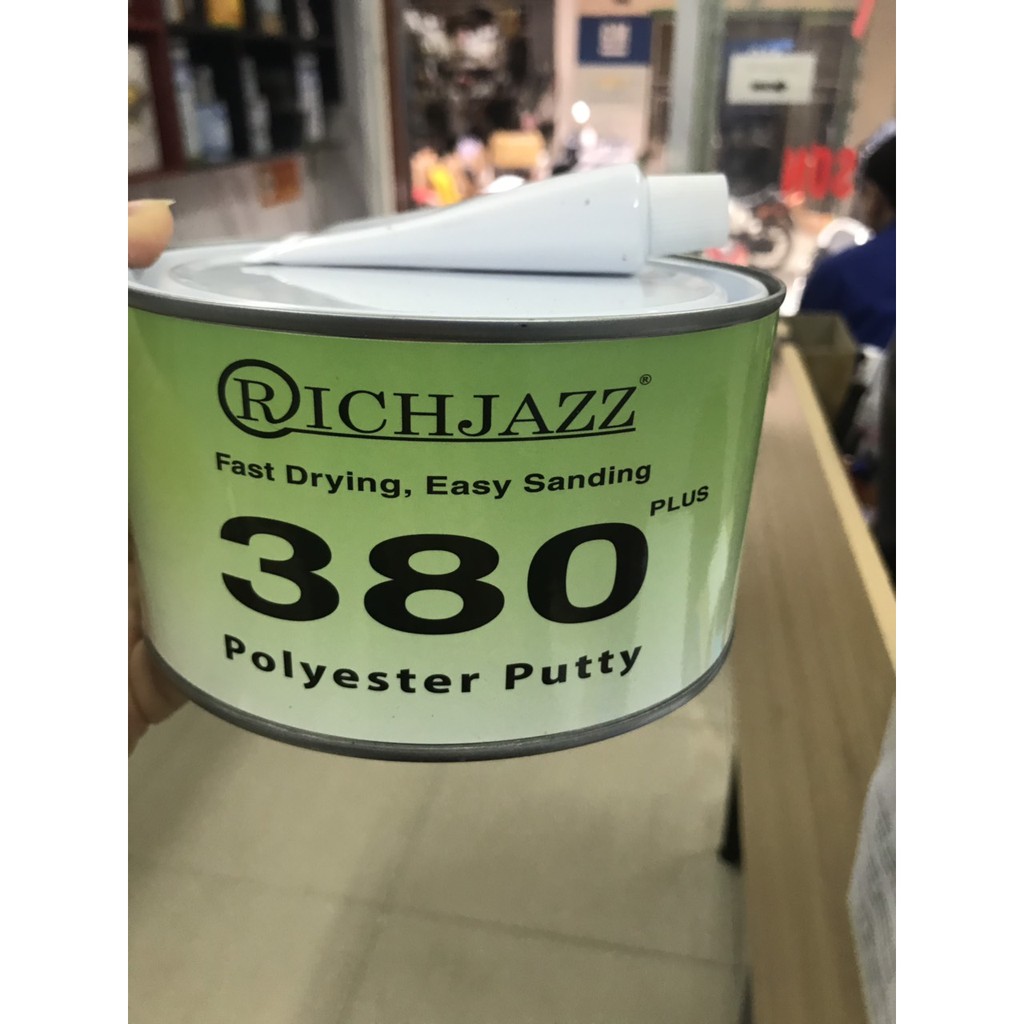 RICHJAZZ®
Fast Drying, Easy Sanding
380 PLUS
Polyester Putty